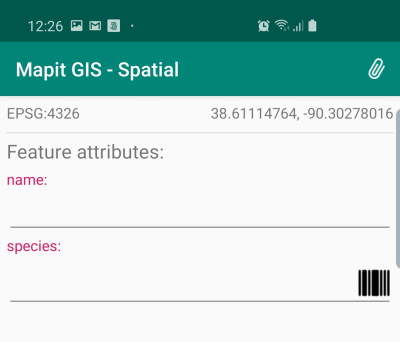 12:26
Mapit GIS - Spatial
EPSG:4326 38.61114764, -90.30278016
Feature attributes:
name:
species: